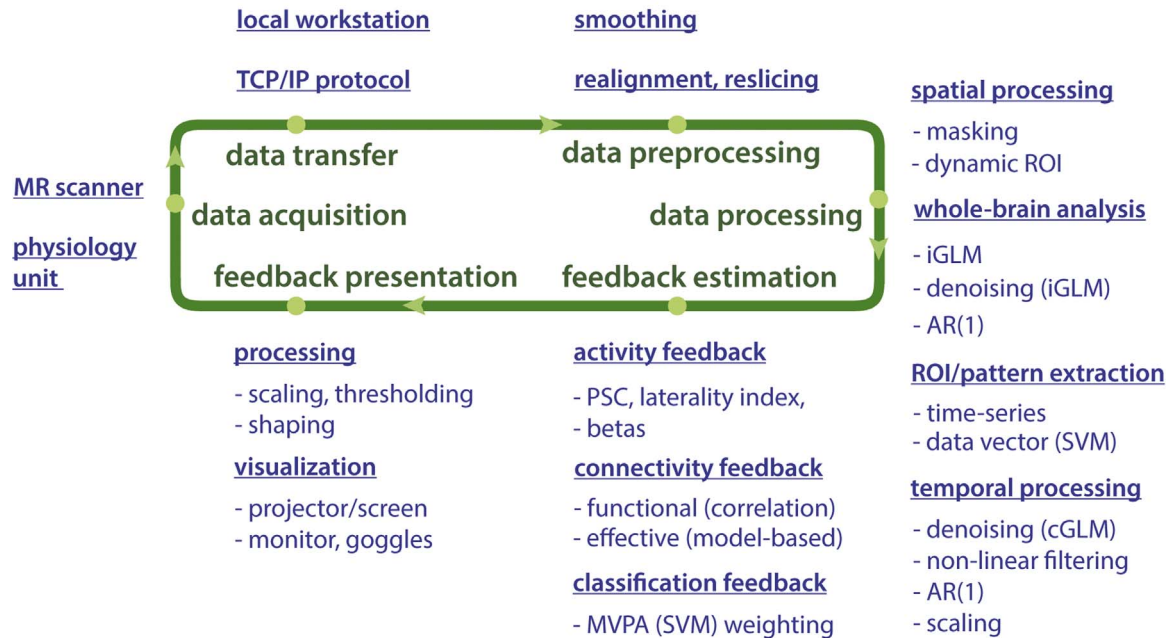 local workstation
TCP/IP protocol
smoothing
realignment, reslicing
data transfer
data preprocessing
MR scanner
physiology
unit
data acquisition
data processing
feedback presentation
feedback estimation
spatial processing
- masking
- dynamic ROI
whole-brain analysis
- iGLM
- denoising (iGLM)
- AR(1)
ROI/pattern extraction
- time-series
- data vector (SVM)
temporal processing
- denoising (cGLM)
- non-linear filtering
- AR(1)
- scaling
processing
- scaling, thresholding
- shaping
visualization
- projector/screen
- monitor, goggles
activity feedback
- PSC, laterality index,
- betas
connectivity feedback
- functional (correlation)
- effective (model-based)
classification feedback
- MVPA (SVM) weighting